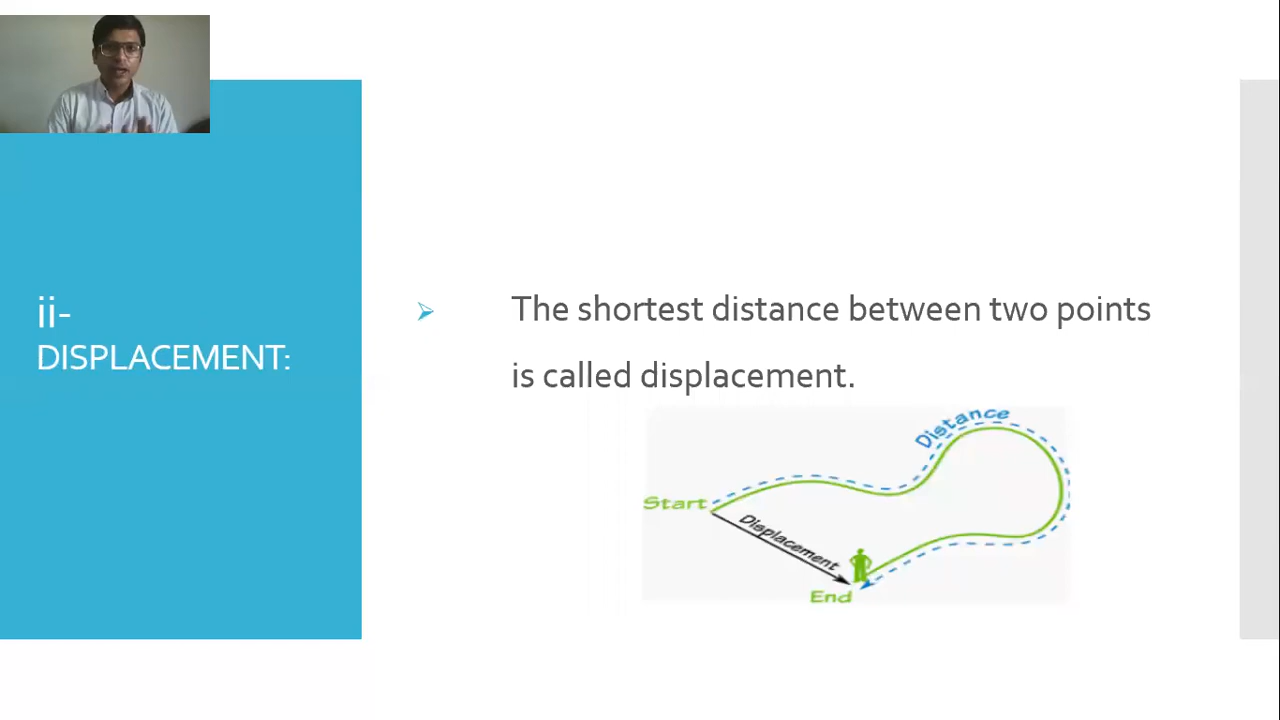 ii-
DISPLACEMENT:
The shortest distance between two points
is called displacement.
Distance
Start
Displacement
End